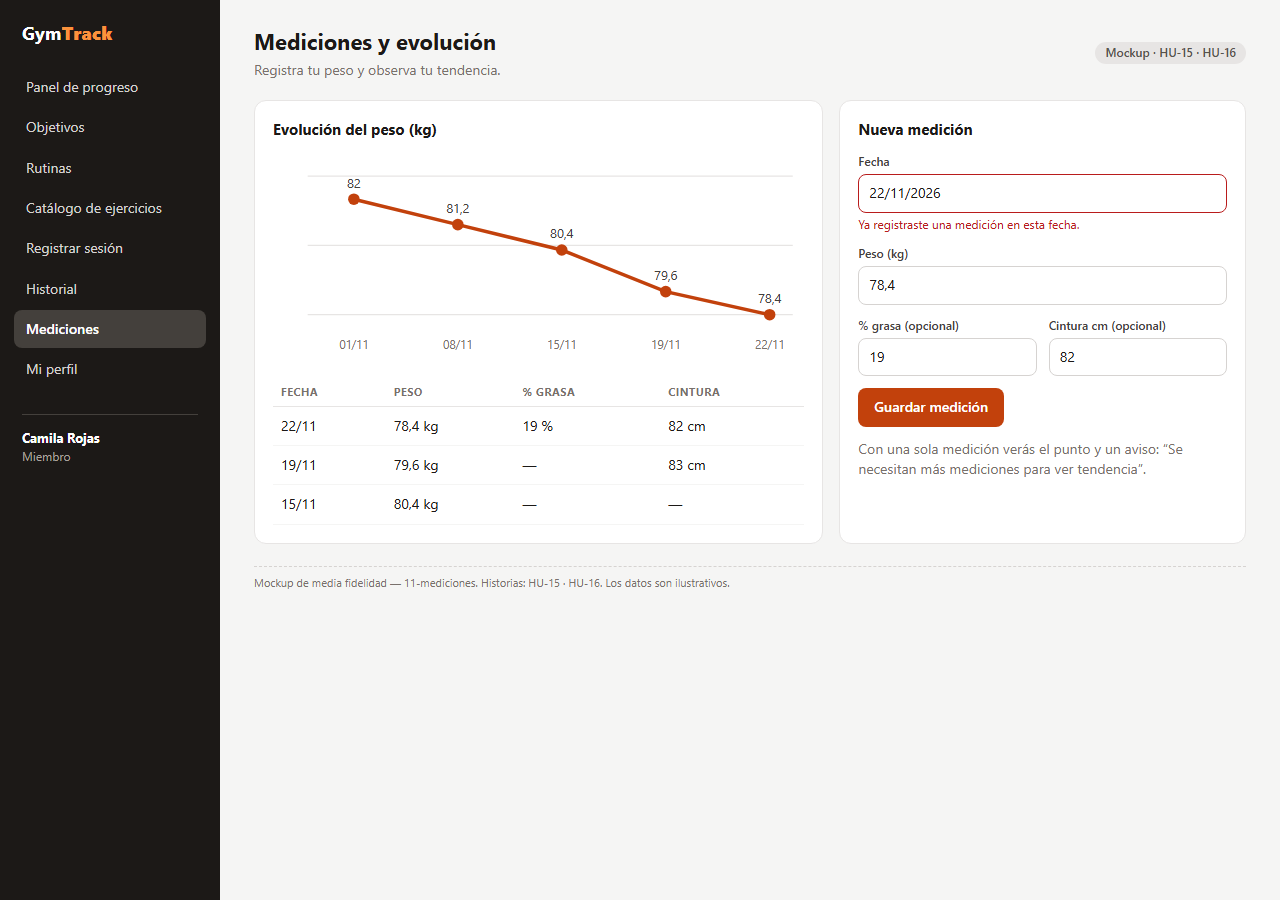 GymTrack
Panel de progreso
Objetivos
Rutinas
Catálogo de ejercicios
Registrar sesión
Historial
Mediciones
Mi perfil
Camila Rojas
Miembro
Mediciones y evolución
Registra tu peso y observa tu tendencia.
Mockup · HU-15 · HU-16
Evolución del peso (kg)
82
81,2
80,4
79,6
78,4
01/11 08/11 15/11 19/11 22/11
FECHA PESO % GRASA CINTURA
22/11 78,4 kg 19 % 82 cm
19/11 79,6 kg — 83 cm
15/11 80,4 kg — —
Nueva medición
Fecha
22/11/2026
Ya registraste una medición en esta fecha.
Peso (kg)
78,4
% grasa (opcional) Cintura cm (opcional)
19 82
Guardar medición
Con una sola medición verás el punto y un aviso: “Se
necesitan más mediciones para ver tendencia”.
Mockup de media fidelidad — 11-mediciones. Historias: HU-15 · HU-16. Los datos son ilustrativos.